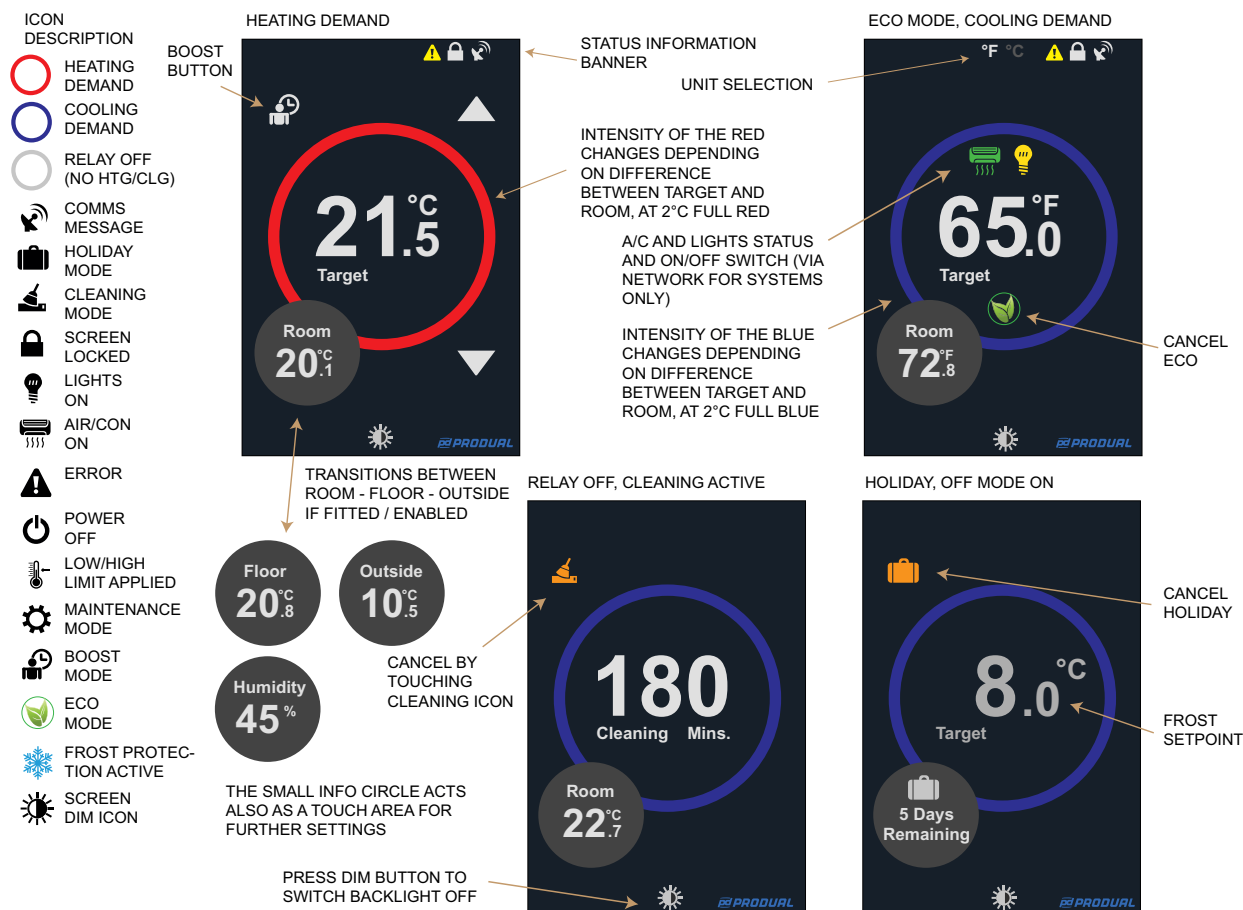 ICON
DESCRIPTION
HEATING
DEMAND
COOLING
DEMAND
RELAY OFF
(NO HTG/CLG)
COMMS
MESSAGE
HOLIDAY
MODE
CLEANING
MODE
SCREEN
LOCKED
LIGHTS
ON
AIR/CON
ON
ERROR
POWER
OFF
LOW/HIGH
LIMIT APPLIED
MAINTENANCE
MODE
BOOST
MODE
ECO
MODE
FROST PROTEC-
TION ACTIVE
SCREEN
DIM ICON
HEATING DEMAND
BOOST
BUTTON
21.5°C
Target
Room
20.1°C
PRODUAL
STATUS INFORMATION
BANNER
UNIT SELECTION
INTENSITY OF THE RED
CHANGES DEPENDING
ON DIFFERENCE
BETWEEN TARGET AND
ROOM, AT 2°C FULL RED
A/C AND LIGHTS STATUS
AND ON/OFF SWITCH (VIA
NETWORK FOR SYSTEMS
ONLY)
INTENSITY OF THE BLUE
CHANGES DEPENDING
ON DIFFERENCE
BETWEEN TARGET AND
ROOM, AT 2°C FULL BLUE
ECO MODE, COOLING DEMAND
°F °C
65.0°F
Target
Room
72.8°F
PRODUAL
CANCEL
ECO
TRANSITIONS BETWEEN
ROOM - FLOOR - OUTSIDE
IF FITTED / ENABLED
Floor
20.8°C
Outside
10.5°C
Humidity
45%
THE SMALL INFO CIRCLE ACTS
ALSO AS A TOUCH AREA FOR
FURTHER SETTINGS
RELAY OFF, CLEANING ACTIVE
CANCEL BY
TOUCHING
CLEANING ICON
180
Cleaning Mins.
Room
22.7°C
PRESS DIM BUTTON TO
SWITCH BACKLIGHT OFF
PRODUAL
HOLIDAY, OFF MODE ON
8.0°C
Target
5 Days
Remaining
PRODUAL
CANCEL
HOLIDAY
FROST
SETPOINT